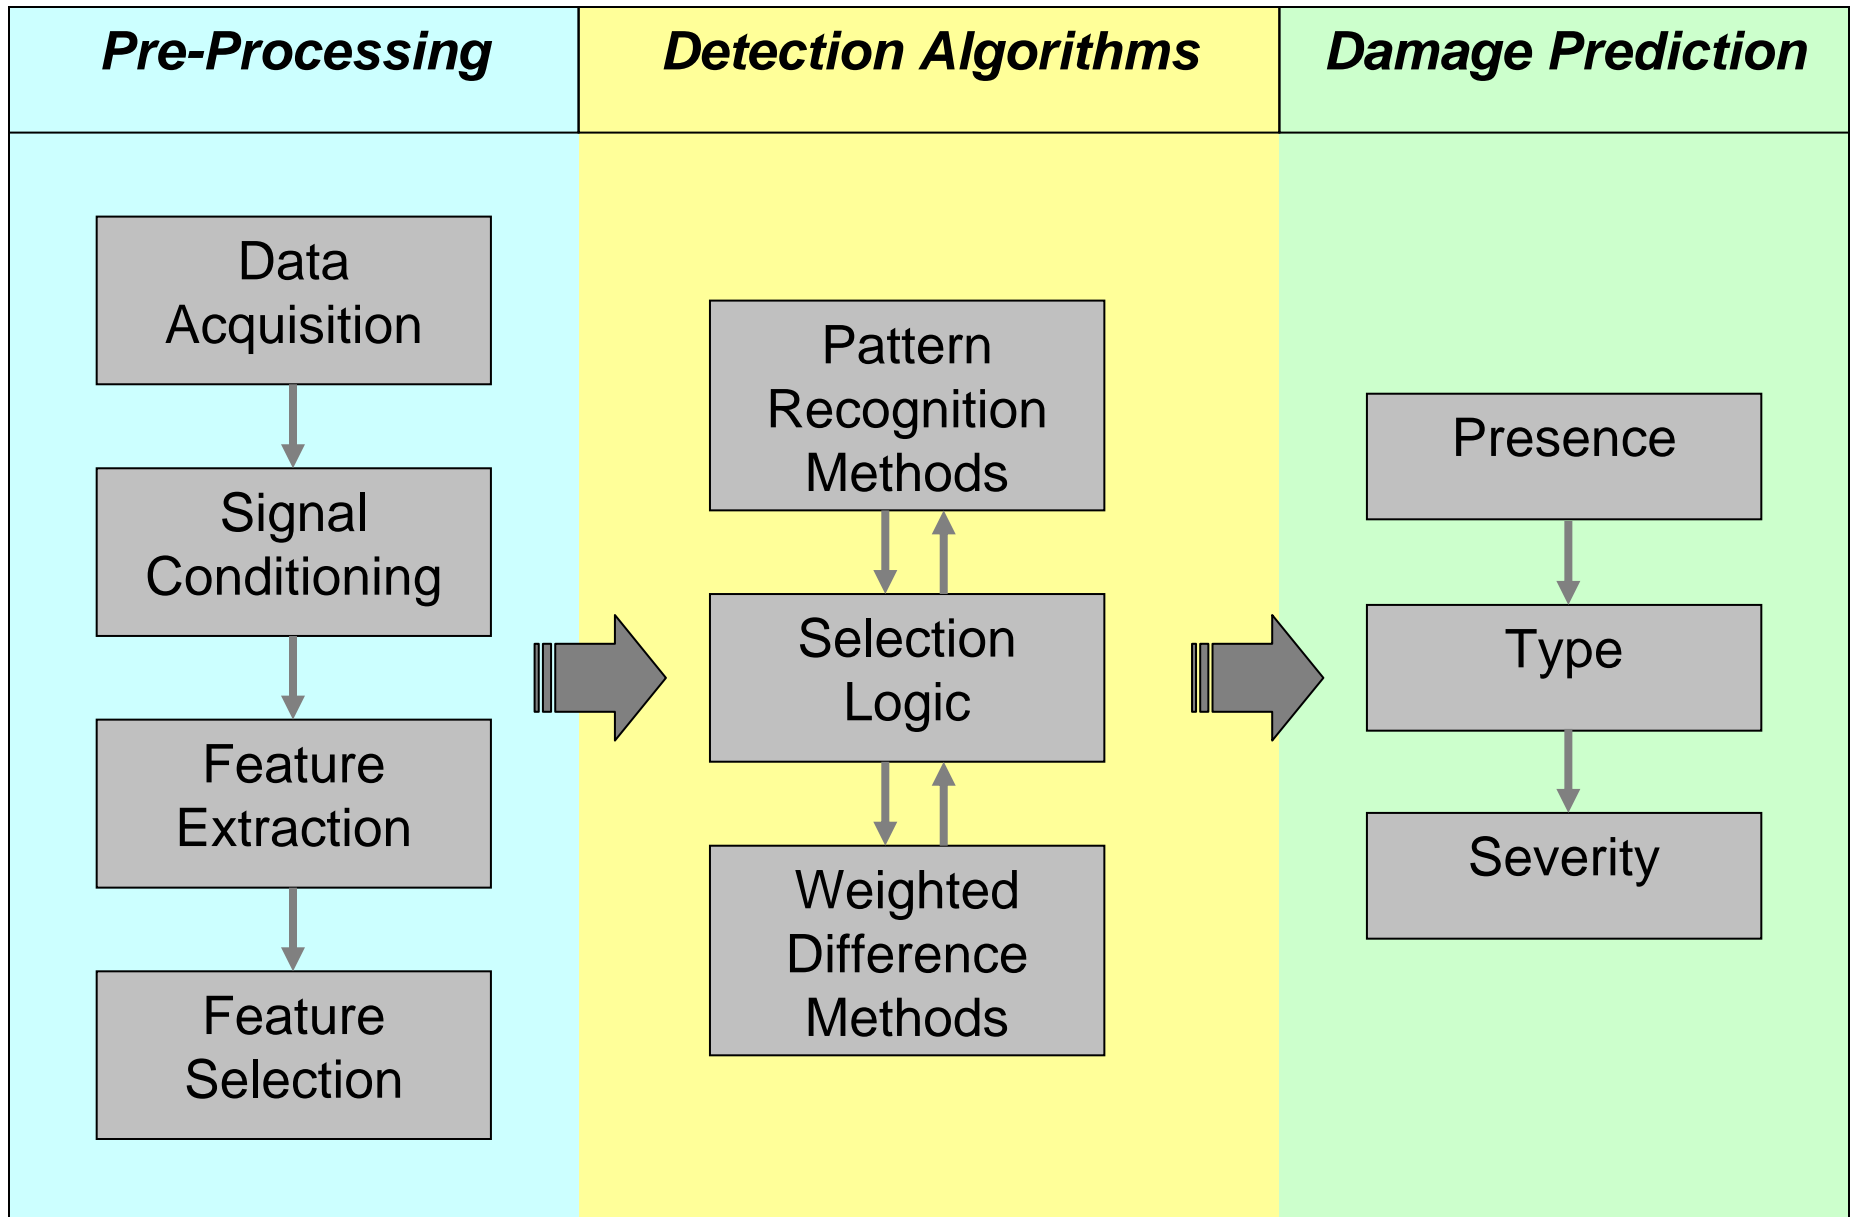 Pre-Processing
Detection Algorithms
Damage Prediction
Data
Acquisition
Signal
Conditioning
Feature
Extraction
Feature
Selection
Pattern
Recognition
Methods
Selection
Logic
Weighted
Difference
Methods
Presence
Type
Severity